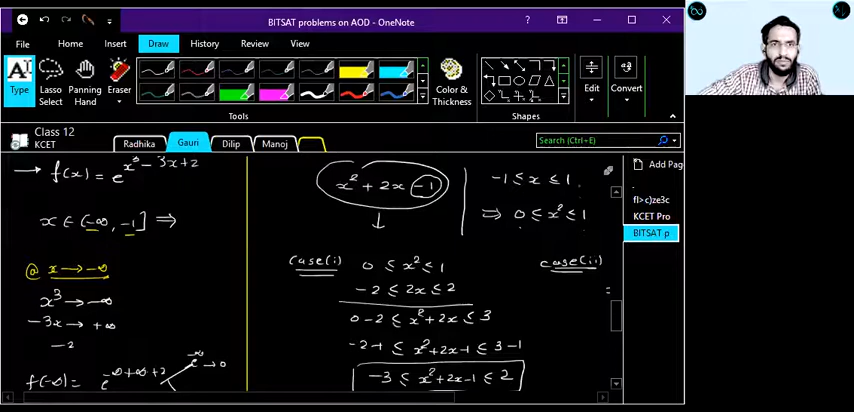 BITSAT problems on AOD - OneNote
File Home Insert Draw History Review View
Type Lasso Select Panning Hand Eraser Color & Thickness Edit Convert
Tools Shapes
Class 12
KCET
Radhika Gauri Dilip Manoj Search (Ctrl+E)
Add Pag
fl>c)ze3c
KCET Pro
BITSAT p
→ f(x) = e^{x³ - 3x + 2}
x ∈ (-∞, -1] ⇒
@ x → -∞
x³ → -∞
-3x → +∞
-2
f(-∞) = e^{-∞+∞+2} e^{-∞} → 0
x² + 2x - 1
↓
-1 ≤ x ≤ 1
⇒ 0 ≤ x² ≤ 1
case(i) 0 ≤ x² ≤ 1
-2 ≤ 2x ≤ 2
0-2 ≤ x² + 2x ≤ 3
-2-1 ≤ x² + 2x - 1 ≤ 3-1
-3 ≤ x² + 2x - 1 ≤ 2
case(ii)
=